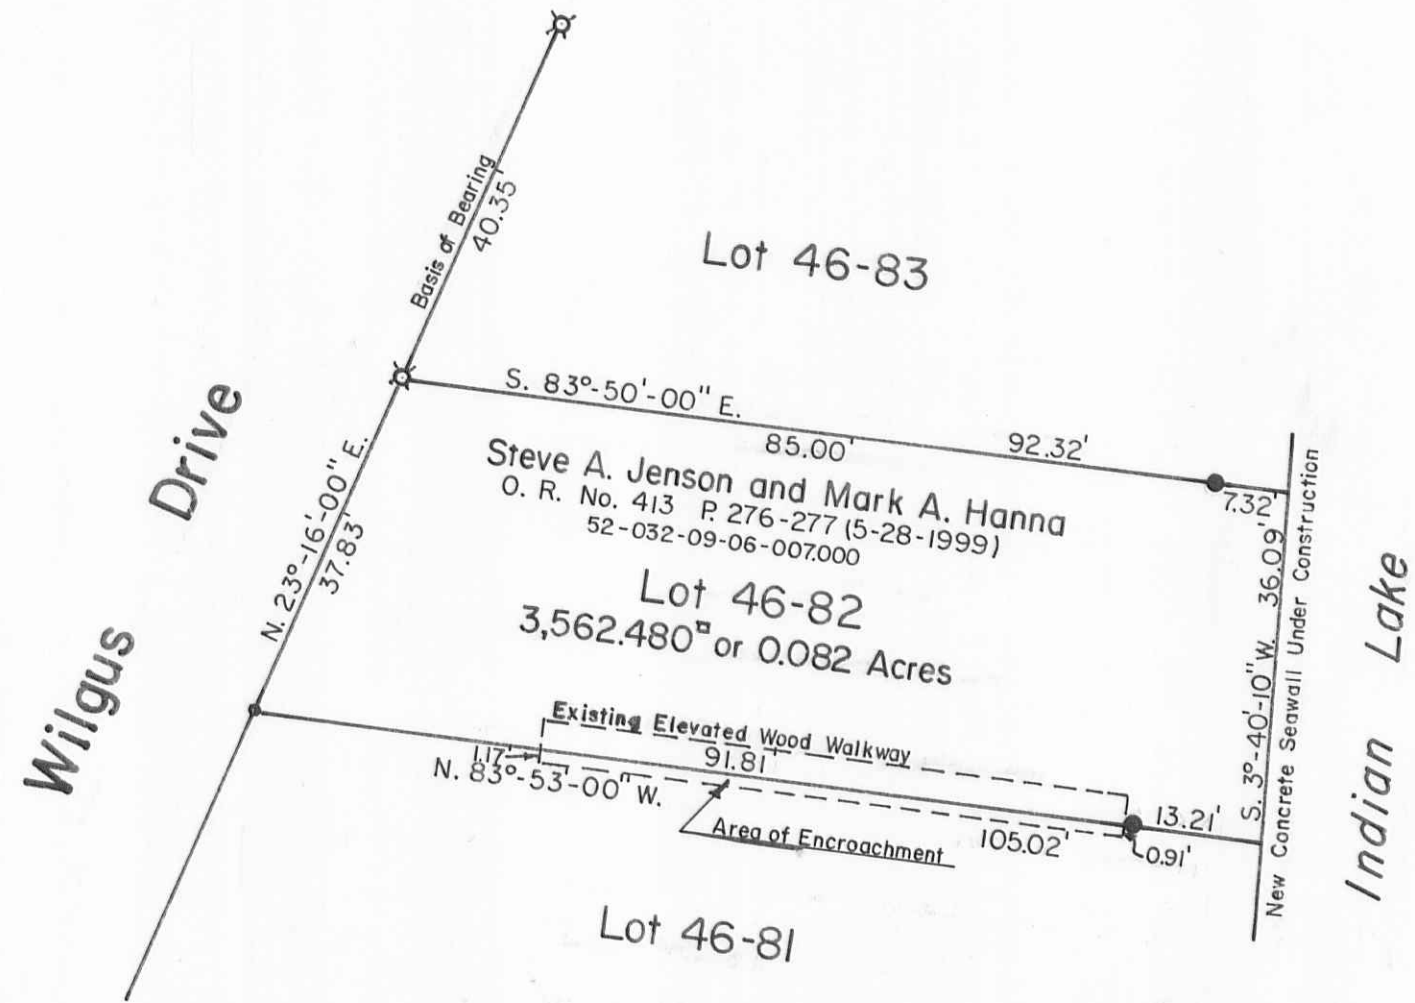 Basis of Bearing
40.35'
Lot 46-83
S. 83°-50'-00" E.
85.00'
92.32'
7.32'
Steve A. Jenson and Mark A. Hanna
O. R. No. 413 P. 276-277 (5-28-1999)
52-032-09-06-007.000
Lot 46-82
3,562.480□' or 0.082 Acres
N. 23°-16'-00" E.
37.83'
Wilgus Drive
Existing Elevated Wood Walkway
1.17'
91.81'
N. 83°-53'-00" W.
Area of Encroachment
105.02'
13.21'
0.91'
S. 3°-40'-10" W. 36.09'
New Concrete Seawall Under Construction
Indian Lake
Lot 46-81